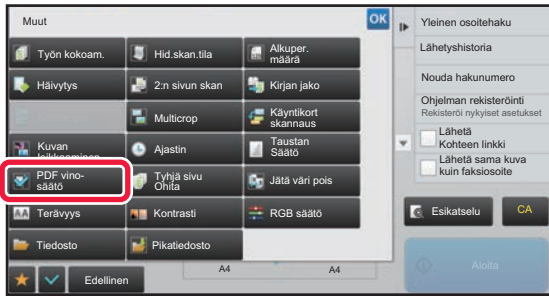 Muut
OK
Työn kokoam.
Hid.skan.tila
Alkuper.
määrä
Häivytys
2:n sivun skan
Kirjan jako
Multicrop
Käyntikort
skannaus
Kuvan
leikkaaminen
Ajastin
Taustan
Säätö
PDF vino-
säätö
Tyhjä sivu
Ohita
Jätä väri pois
Terävyys
Kontrasti
RGB säätö
Tiedosto
Pikatiedosto
Edellinen
A4
A4
Yleinen osoitehaku
Lähetyshistoria
Nouda hakunumero
Ohjelman rekisteröinti
Rekisteröi nykyiset asetukset
Lähetä
Kohteen linkki
Lähetä sama kuva
kuin faksiosoite
Esikatselu
CA
Aloita